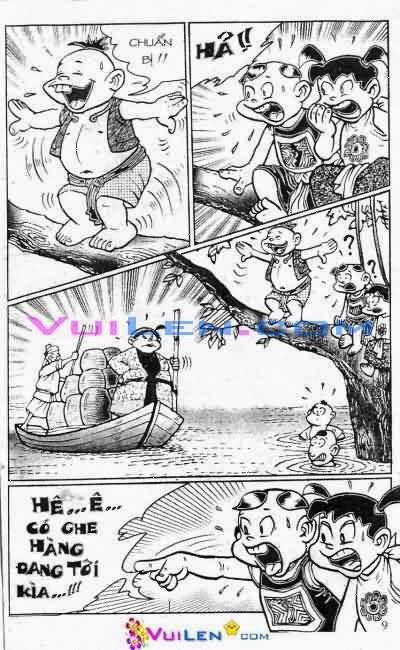 CHUẨN
BỊ!!
HẢ!!
?
?
VuiLen.com
HÊ...Ê...
CÓ GHE
HÀNG
ĐANG TỚI
KÌA...!!!
9
VuiLen.com